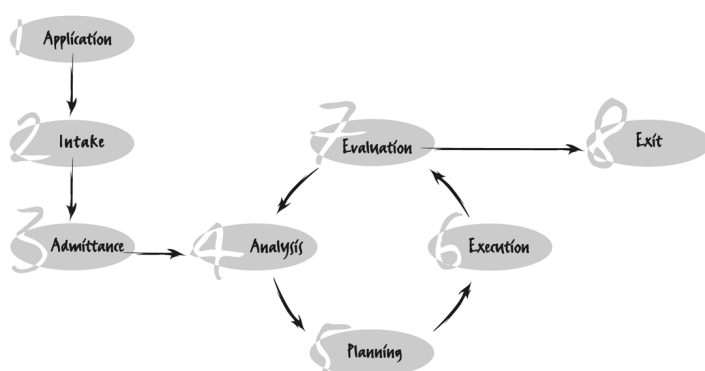 1 Application
2 Intake
3 Admittance
4 Analysis
5 Planning
6 Execution
7 Evaluation
8 Exit